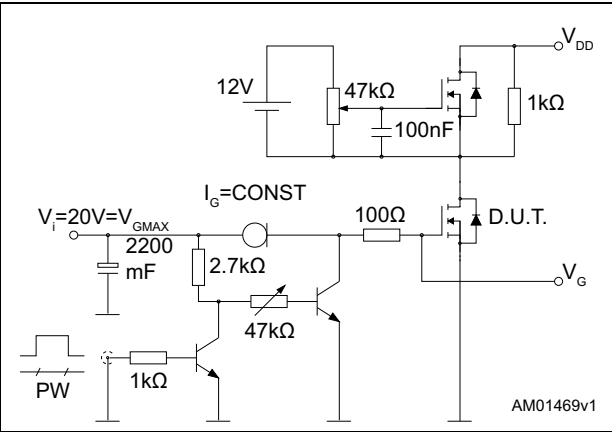 V_DD
12V
47kΩ
1kΩ
100nF
I_G=CONST
V_i=20V=V_GMAX
100Ω
D.U.T.
2200
mF
2.7kΩ
V_G
47kΩ
1kΩ
PW
AM01469v1